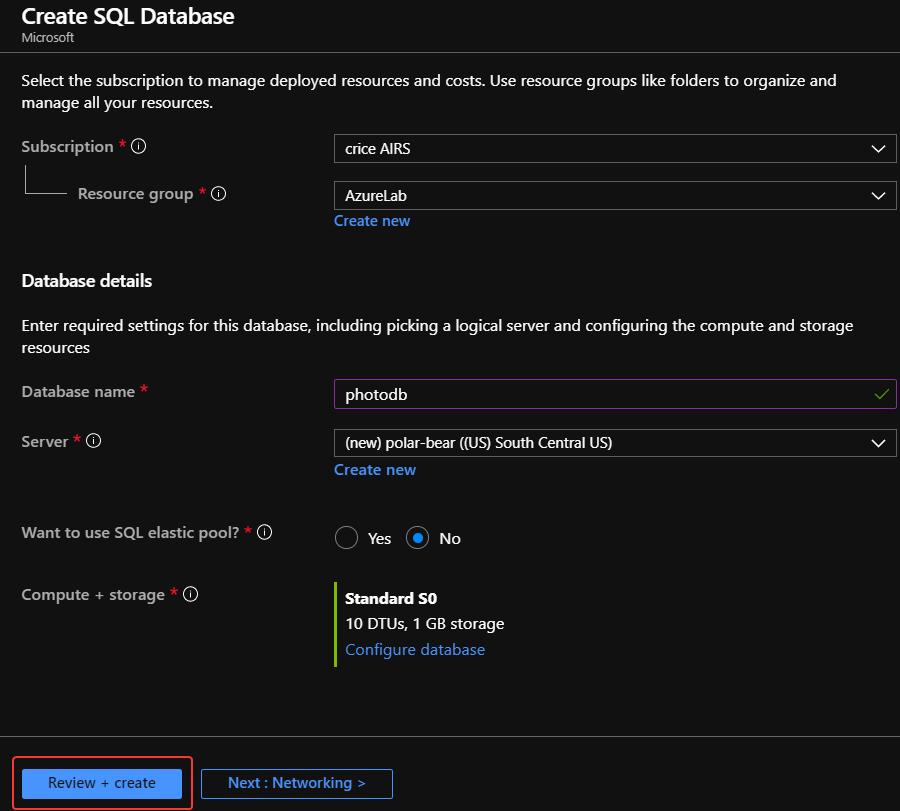 Create SQL Database
Microsoft
Select the subscription to manage deployed resources and costs. Use resource groups like folders to organize and
manage all your resources.
Subscription *
crice AIRS
Resource group *
AzureLab
Create new
Database details
Enter required settings for this database, including picking a logical server and configuring the compute and storage
resources
Database name *
photodb
Server *
(new) polar-bear ((US) South Central US)
Create new
Want to use SQL elastic pool? *
Yes No
Compute + storage *
Standard S0
10 DTUs, 1 GB storage
Configure database
Review + create
Next : Networking >